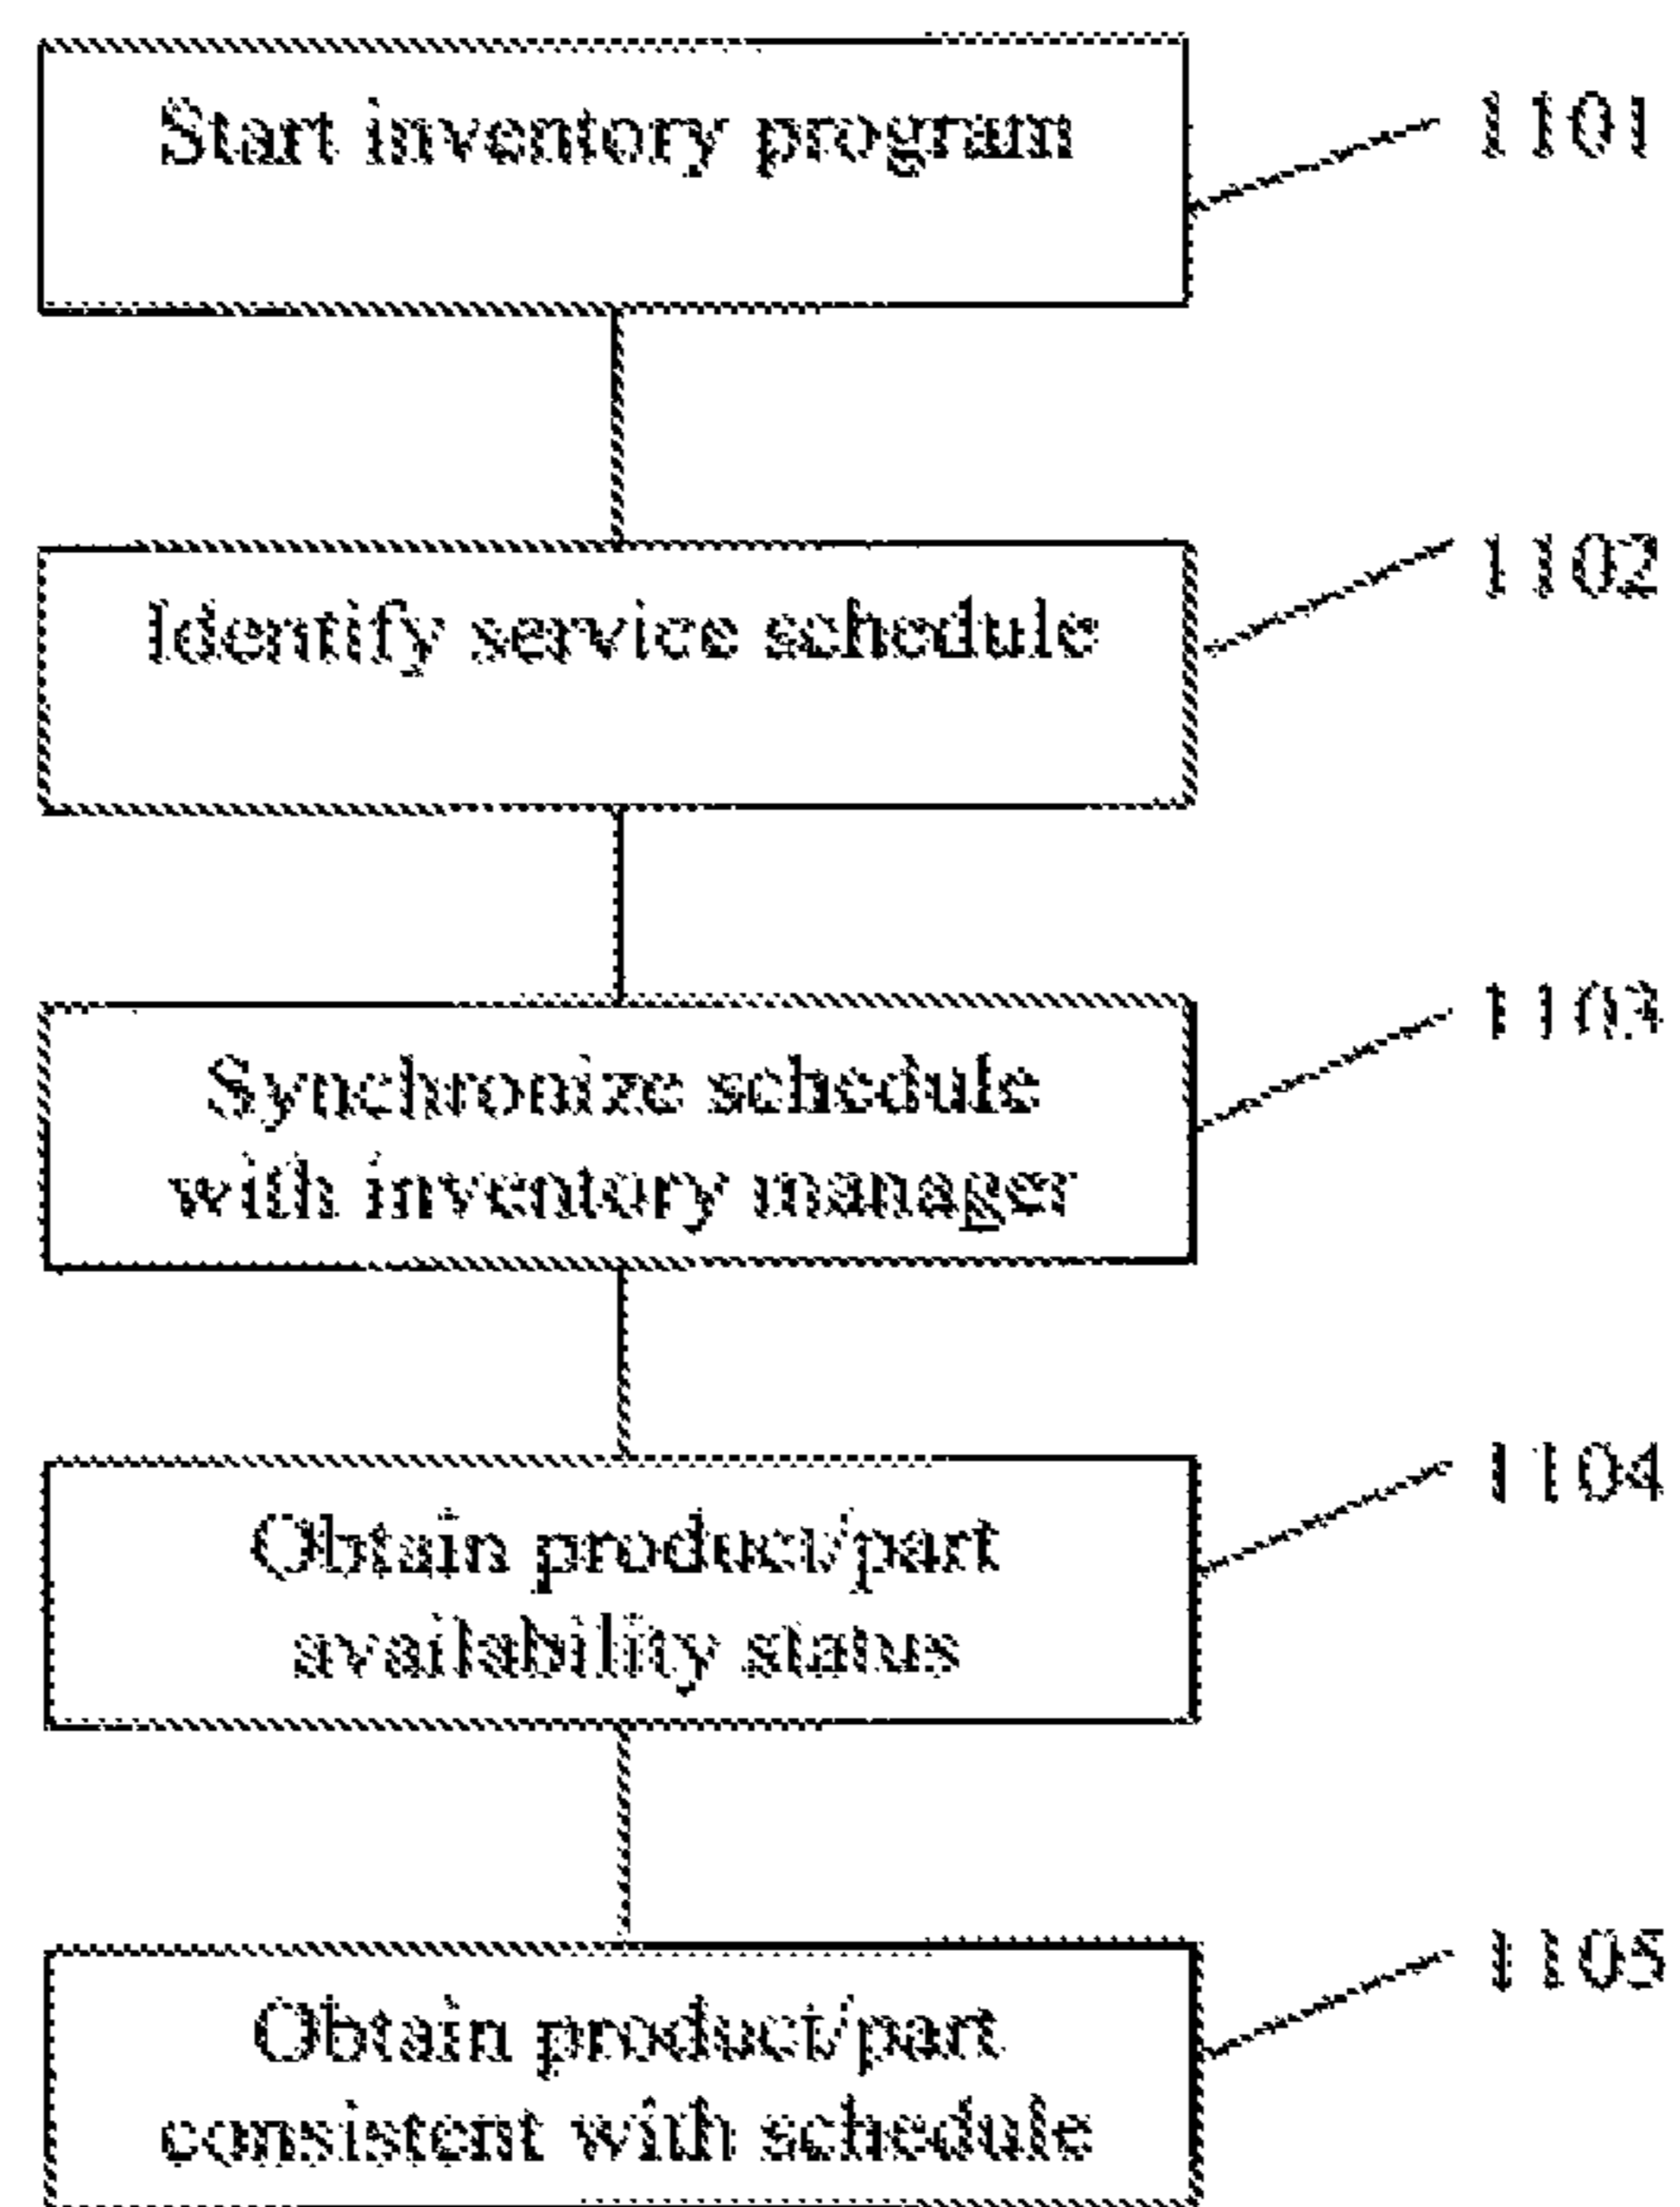 Start inventory program
1101
Identify service schedule
1102
Synchronize schedule
with inventory manager
1103
Obtain product/part
availability status
1104
Obtain product/part
consistent with schedule
1105